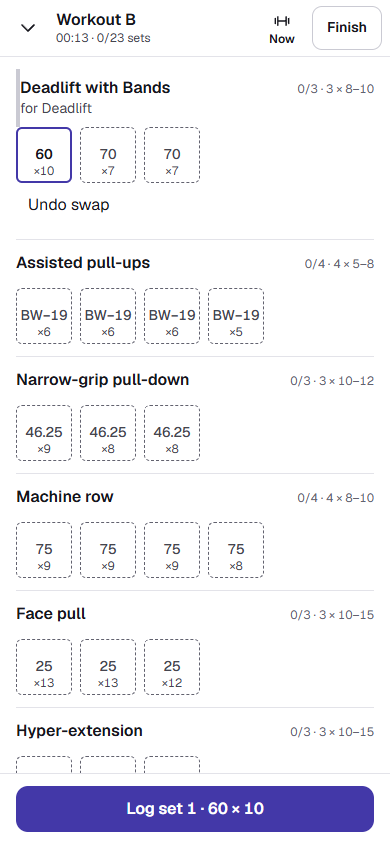 Workout B
00:13 · 0/23 sets
Now
Finish
Deadlift with Bands
0/3 · 3 × 8–10
for Deadlift
60 70 70
×10 ×7 ×7
Undo swap
Assisted pull-ups
0/4 · 4 × 5–8
BW–19 BW–19 BW–19 BW–19
×6 ×6 ×6 ×5
Narrow-grip pull-down
0/3 · 3 × 10–12
46.25 46.25 46.25
×9 ×8 ×8
Machine row
0/4 · 4 × 8–10
75 75 75 75
×9 ×9 ×9 ×8
Face pull
0/3 · 3 × 10–15
25 25 25
×13 ×13 ×12
Hyper-extension
0/3 · 3 × 10–15
Log set 1 · 60 × 10